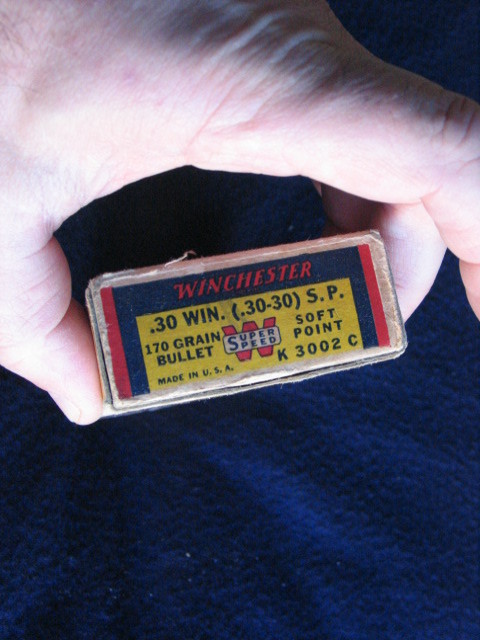 WINCHESTER
.30 WIN. (.30-30) S.P.
170 GRAIN BULLET
SUPER SPEED
SOFT POINT
K 3002 C
MADE IN U.S.A.